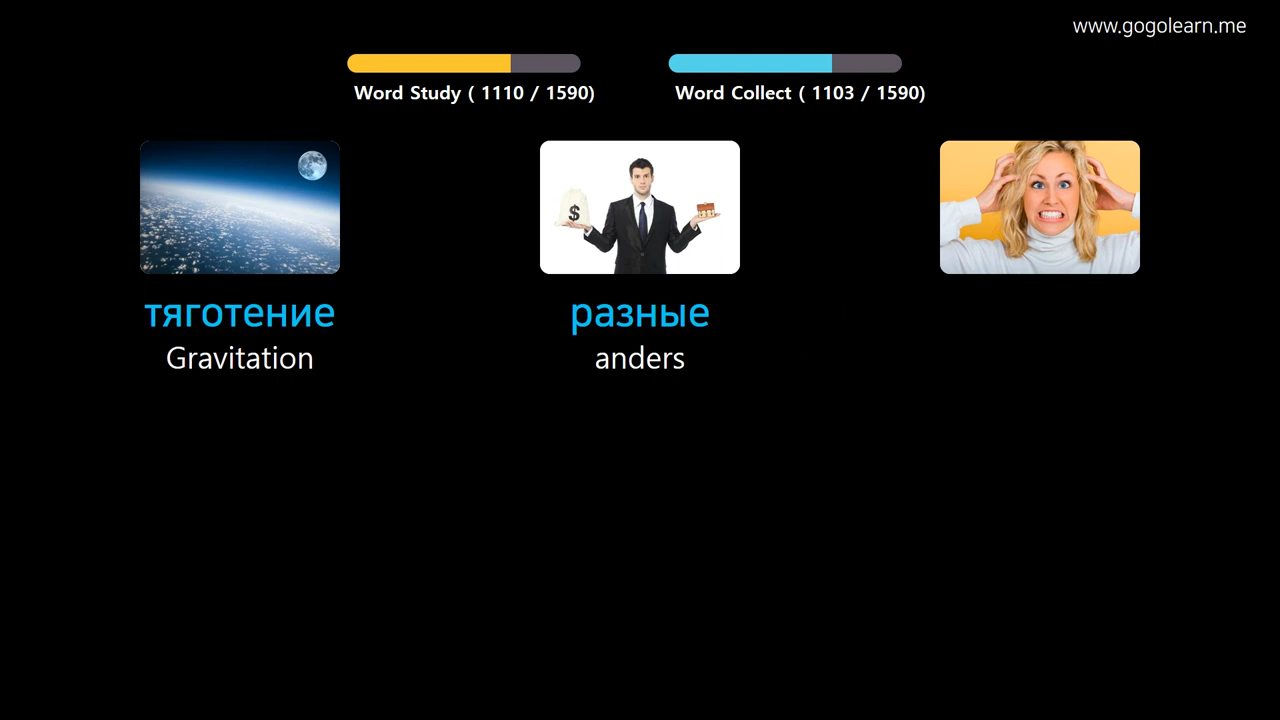 www.gogolearn.me
Word Study ( 1110 / 1590)
Word Collect ( 1103 / 1590)
тяготение
Gravitation
$
разные
anders